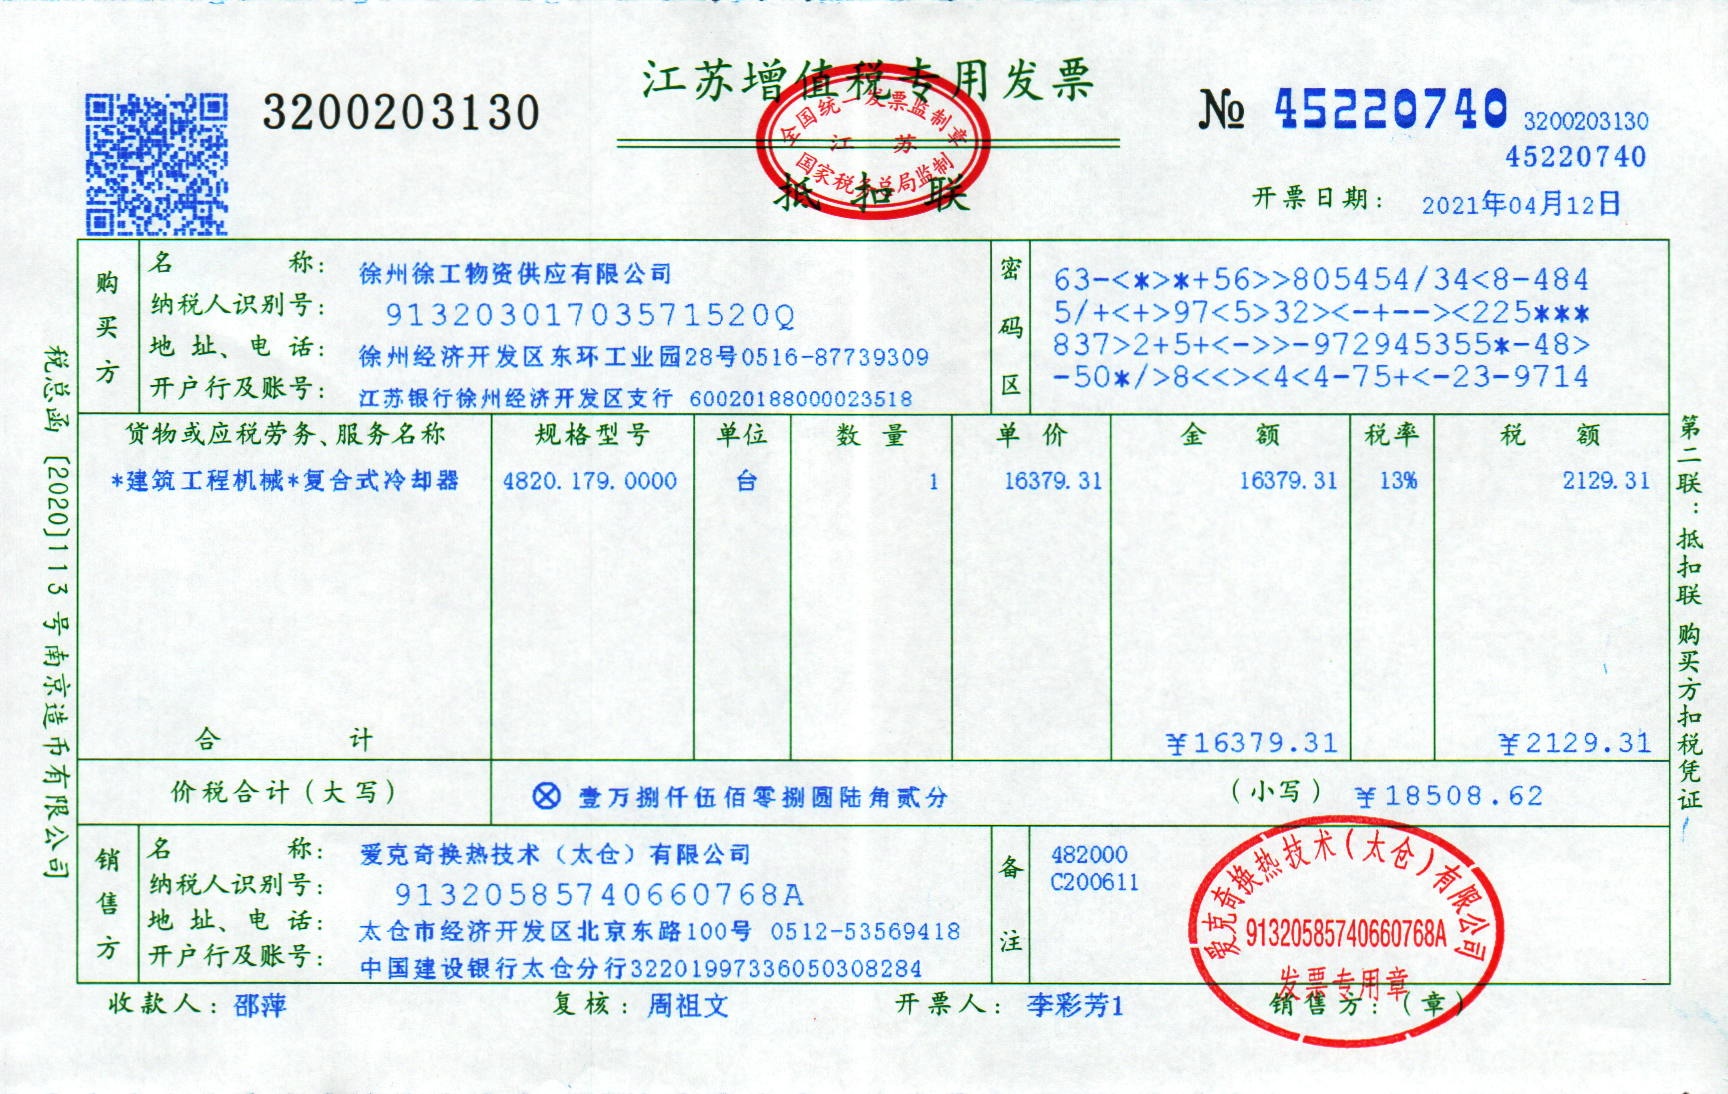 3200203130
江苏增值税专用发票
全国统一发票监制章
江 苏
国家税务总局监制
抵 扣 联
№ 45220740
3200203130
45220740
开票日期: 2021年04月12日
购买方
名 称: 徐州徐工物资供应有限公司
纳税人识别号: 91320301703571520Q
地 址、电 话: 徐州经济开发区东环工业园28号0516-87739309
开户行及账号: 江苏银行徐州经济开发区支行 60020188000023518
密码区
63-<*>*+56>>805454/34<8-484
5/+<+>97<5>32><-+--><225***
837>2+5+<->>-972945355*-48>
-50*/>8<<><4<4-75+<-23-9714
货物或应税劳务、服务名称 规格型号 单位 数 量 单 价 金 额 税率 税 额
*建筑工程机械*复合式冷却器 4820.179.0000 台 1 16379.31 16379.31 13% 2129.31
合 计 ¥16379.31 ¥2129.31
价税合计(大写) ⊗ 壹万捌仟伍佰零捌圆陆角贰分 (小写) ¥18508.62
销售方
名 称: 爱克奇换热技术(太仓)有限公司
纳税人识别号: 91320585740660768A
地 址、电 话: 太仓市经济开发区北京东路100号 0512-53569418
开户行及账号: 中国建设银行太仓分行32201997336050308284
备注
482000
C200611
爱克奇换热技术(太仓)有限公司
91320585740660768A
发票专用章
收款人: 邵萍 复核: 周祖文 开票人: 李彩芳1 销售方: (章)
税总函[2020]113号南京造币有限公司
第二联: 抵扣联 购买方扣税凭证